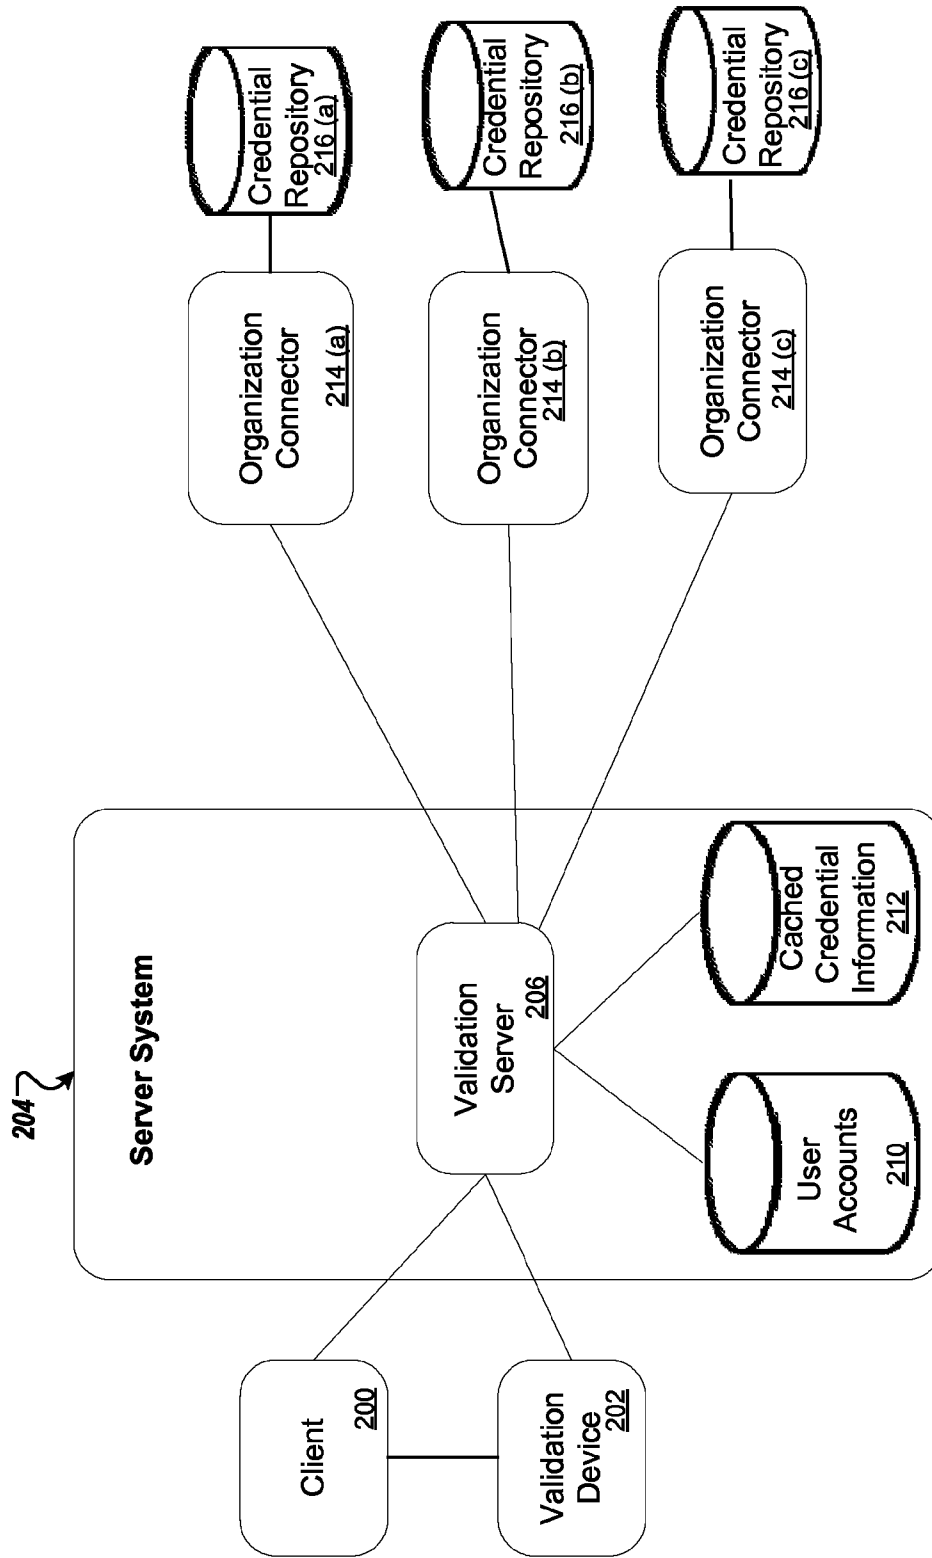 204
Server System
Client
200
Validation
Device
202
Validation
Server
206
User
Accounts
210
Cached
Credential
Information
212
Organization
Connector
214 (a)
Credential
Repository
216 (a)
Organization
Connector
214 (b)
Credential
Repository
216 (b)
Organization
Connector
214 (c)
Credential
Repository
216 (c)